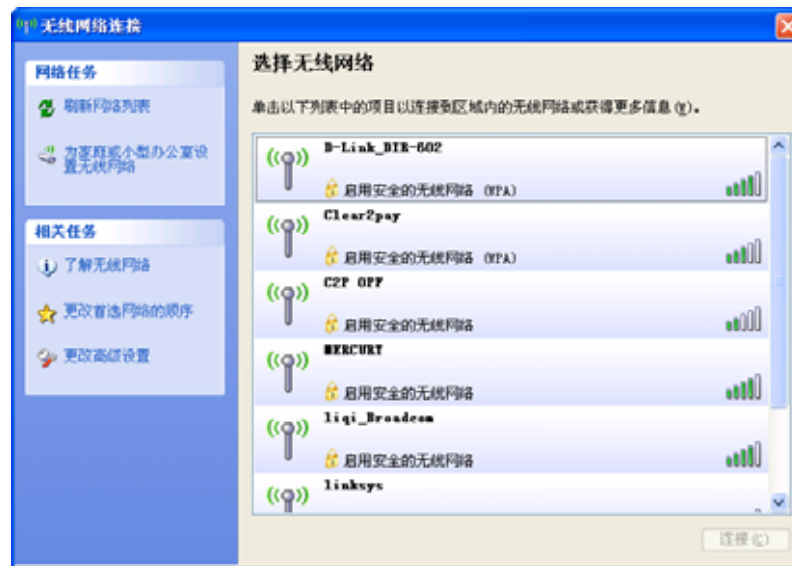 无线网络连接
网络任务
刷新网络列表
为家庭或小型办公室设
置无线网络
相关任务
了解无线网络
更改首选网络的顺序
更改高级设置
选择无线网络
单击以下列表中的项目以连接到区域内的无线网络或获得更多信息(W)。
D-Link_DIR-602
启用安全的无线网络 (WPA)
Clear2pay
启用安全的无线网络 (WPA)
C2P OFF
启用安全的无线网络
MERCURY
启用安全的无线网络
liqi_Broadcom
启用安全的无线网络
linksys
连接(C)